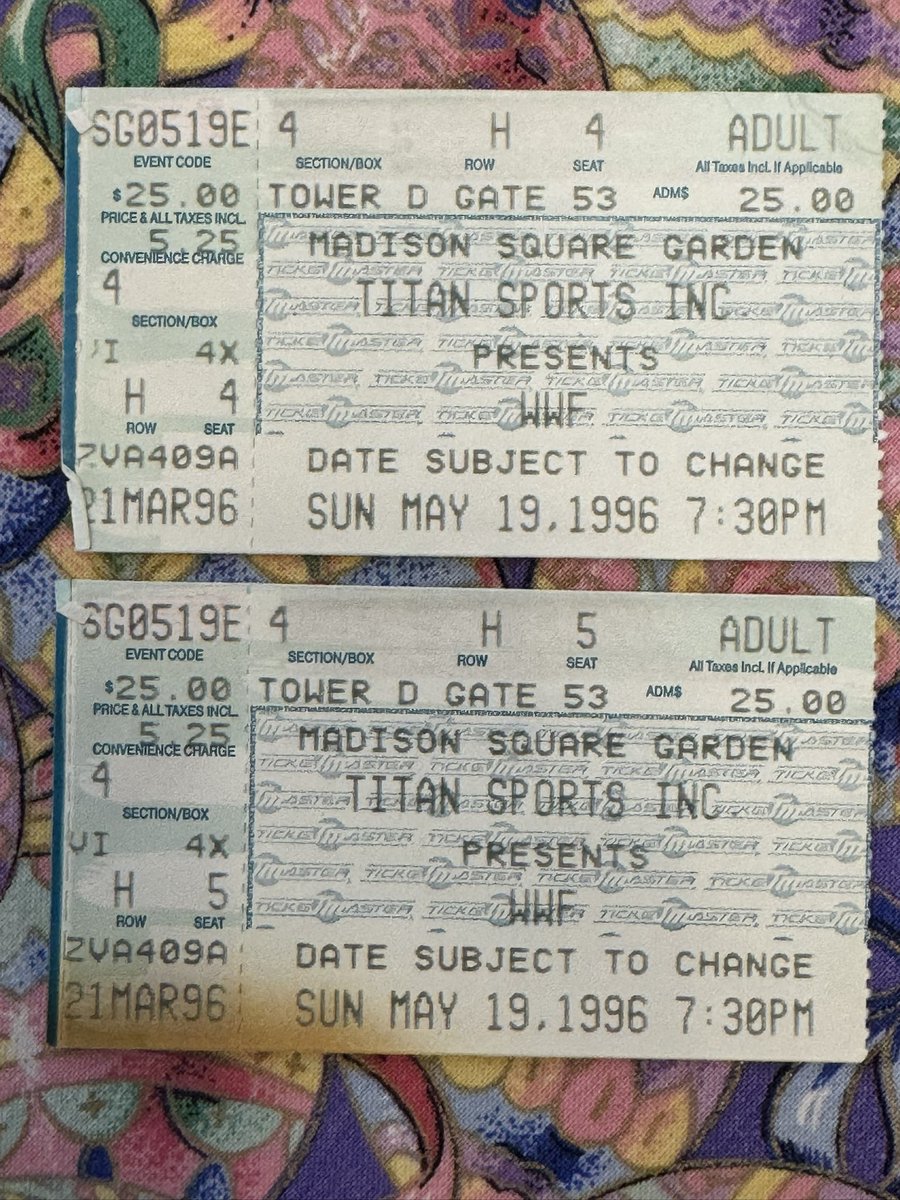 SG0519E 4 H 4 ADULT
EVENT CODE SECTION/BOX ROW SEAT All Taxes Incl. If Applicable
$25.00 TOWER D GATE 53 ADM$ 25.00
PRICE & ALL TAXES INCL.
MADISON SQUARE GARDEN
5.25
CONVENIENCE CHARGE
4
TITAN SPORTS INC
SECTION/BOX
VI 4X PRESENTS
H 4 WWF
ROW SEAT
ZVA409A DATE SUBJECT TO CHANGE
21MAR96 SUN MAY 19,1996 7:30PM
SG0519E 4 H 5 ADULT
EVENT CODE SECTION/BOX ROW SEAT All Taxes Incl. If Applicable
$25.00 TOWER D GATE 53 ADM$ 25.00
PRICE & ALL TAXES INCL.
MADISON SQUARE GARDEN
5.25
CONVENIENCE CHARGE
4
TITAN SPORTS INC
SECTION/BOX
VI 4X PRESENTS
H 5 WWF
ROW SEAT
ZVA409A DATE SUBJECT TO CHANGE
21MAR96 SUN MAY 19,1996 7:30PM